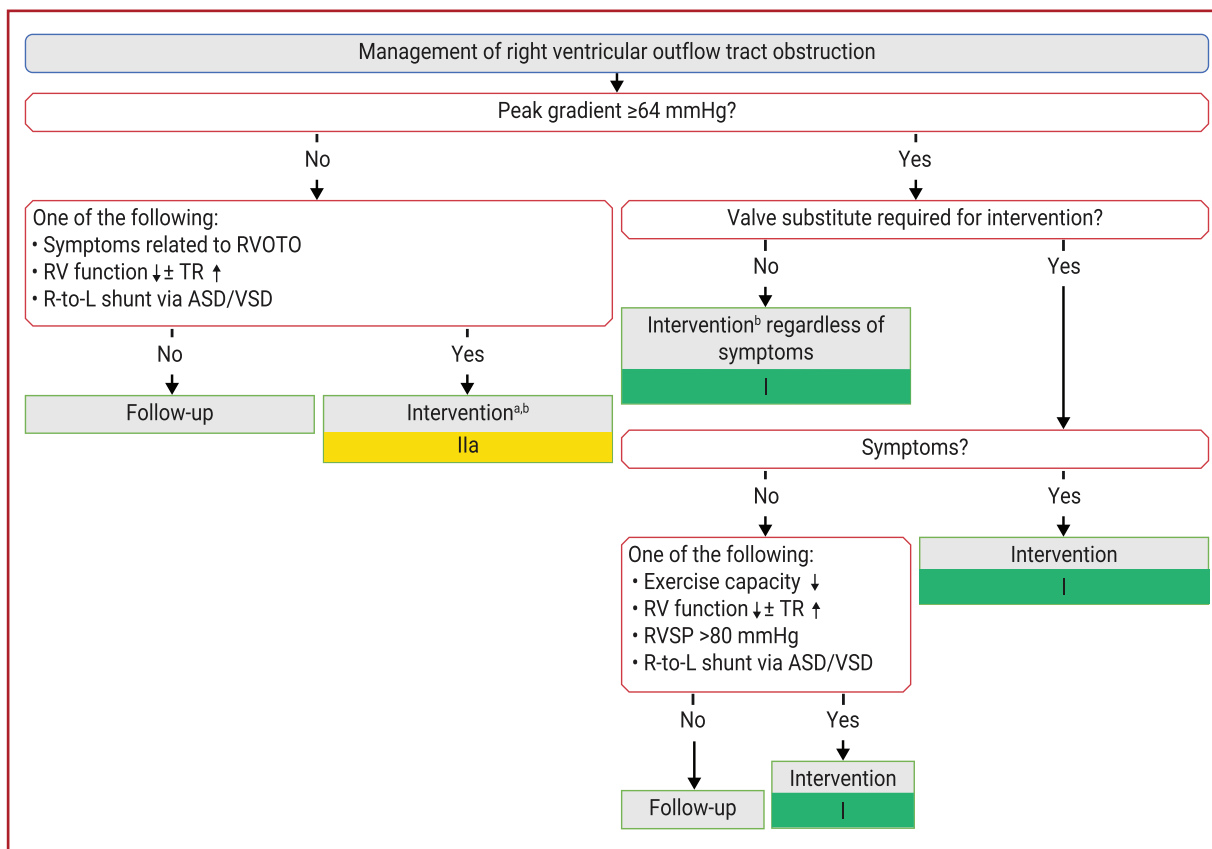 Management of right ventricular outflow tract obstruction
Peak gradient ≥64 mmHg?
No
Yes
One of the following:
• Symptoms related to RVOTO
• RV function ↓± TR ↑
• R-to-L shunt via ASD/VSD
Valve substitute required for intervention?
No
Yes
Interventionᵇ regardless of
symptoms
I
No
Yes
Follow-up
Interventionᵃ,ᵇ
IIa
Symptoms?
No
Yes
One of the following:
• Exercise capacity ↓
• RV function ↓± TR ↑
• RVSP >80 mmHg
• R-to-L shunt via ASD/VSD
Intervention
I
No
Yes
Follow-up
Intervention
I